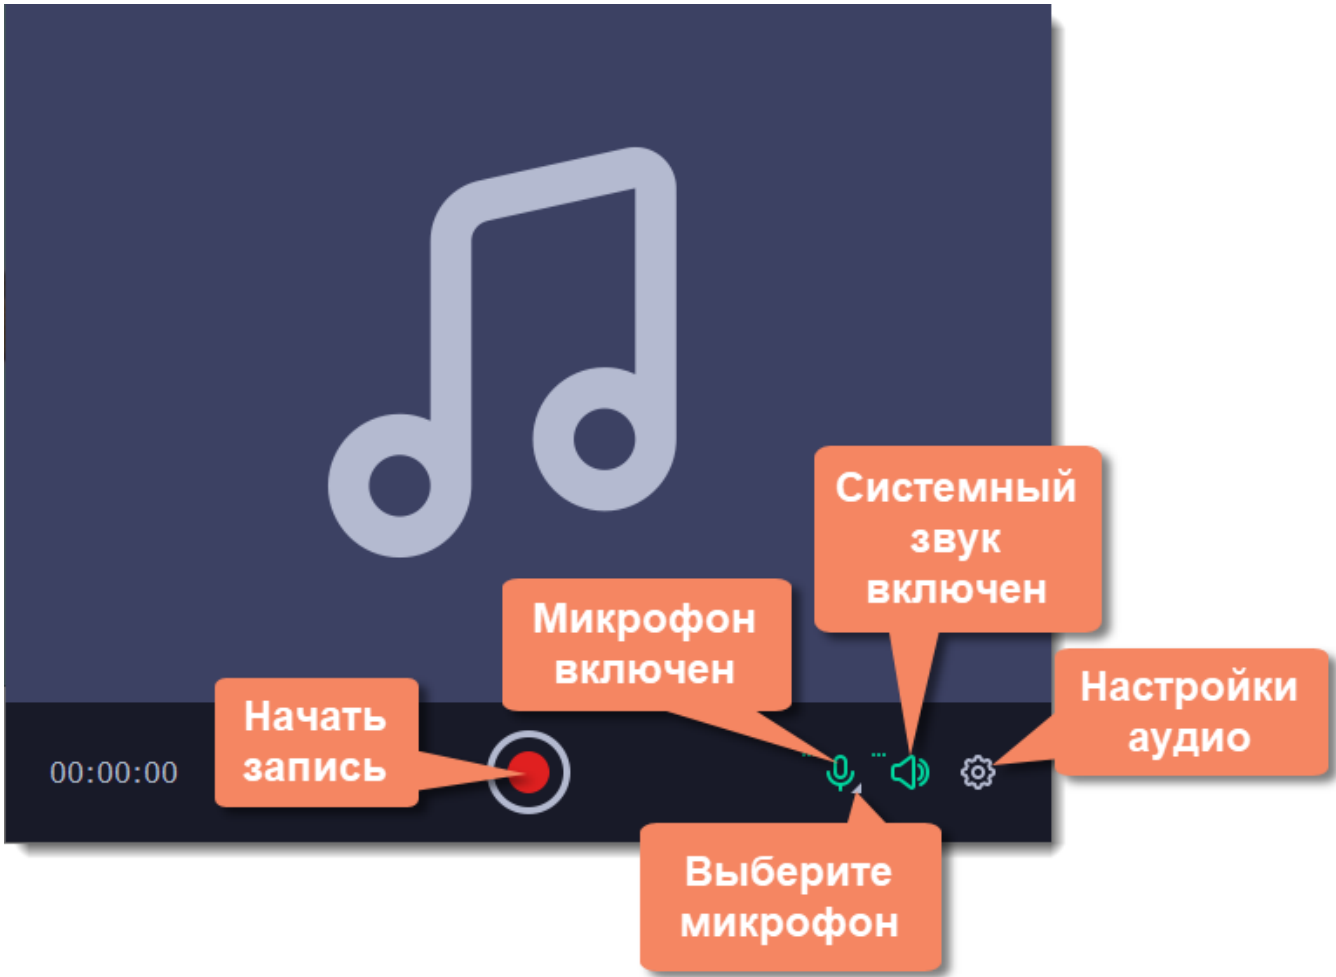 Системный
звук
включен
Микрофон
включен
Настройки
аудио
Начать
запись
00:00:00
Выберите
микрофон